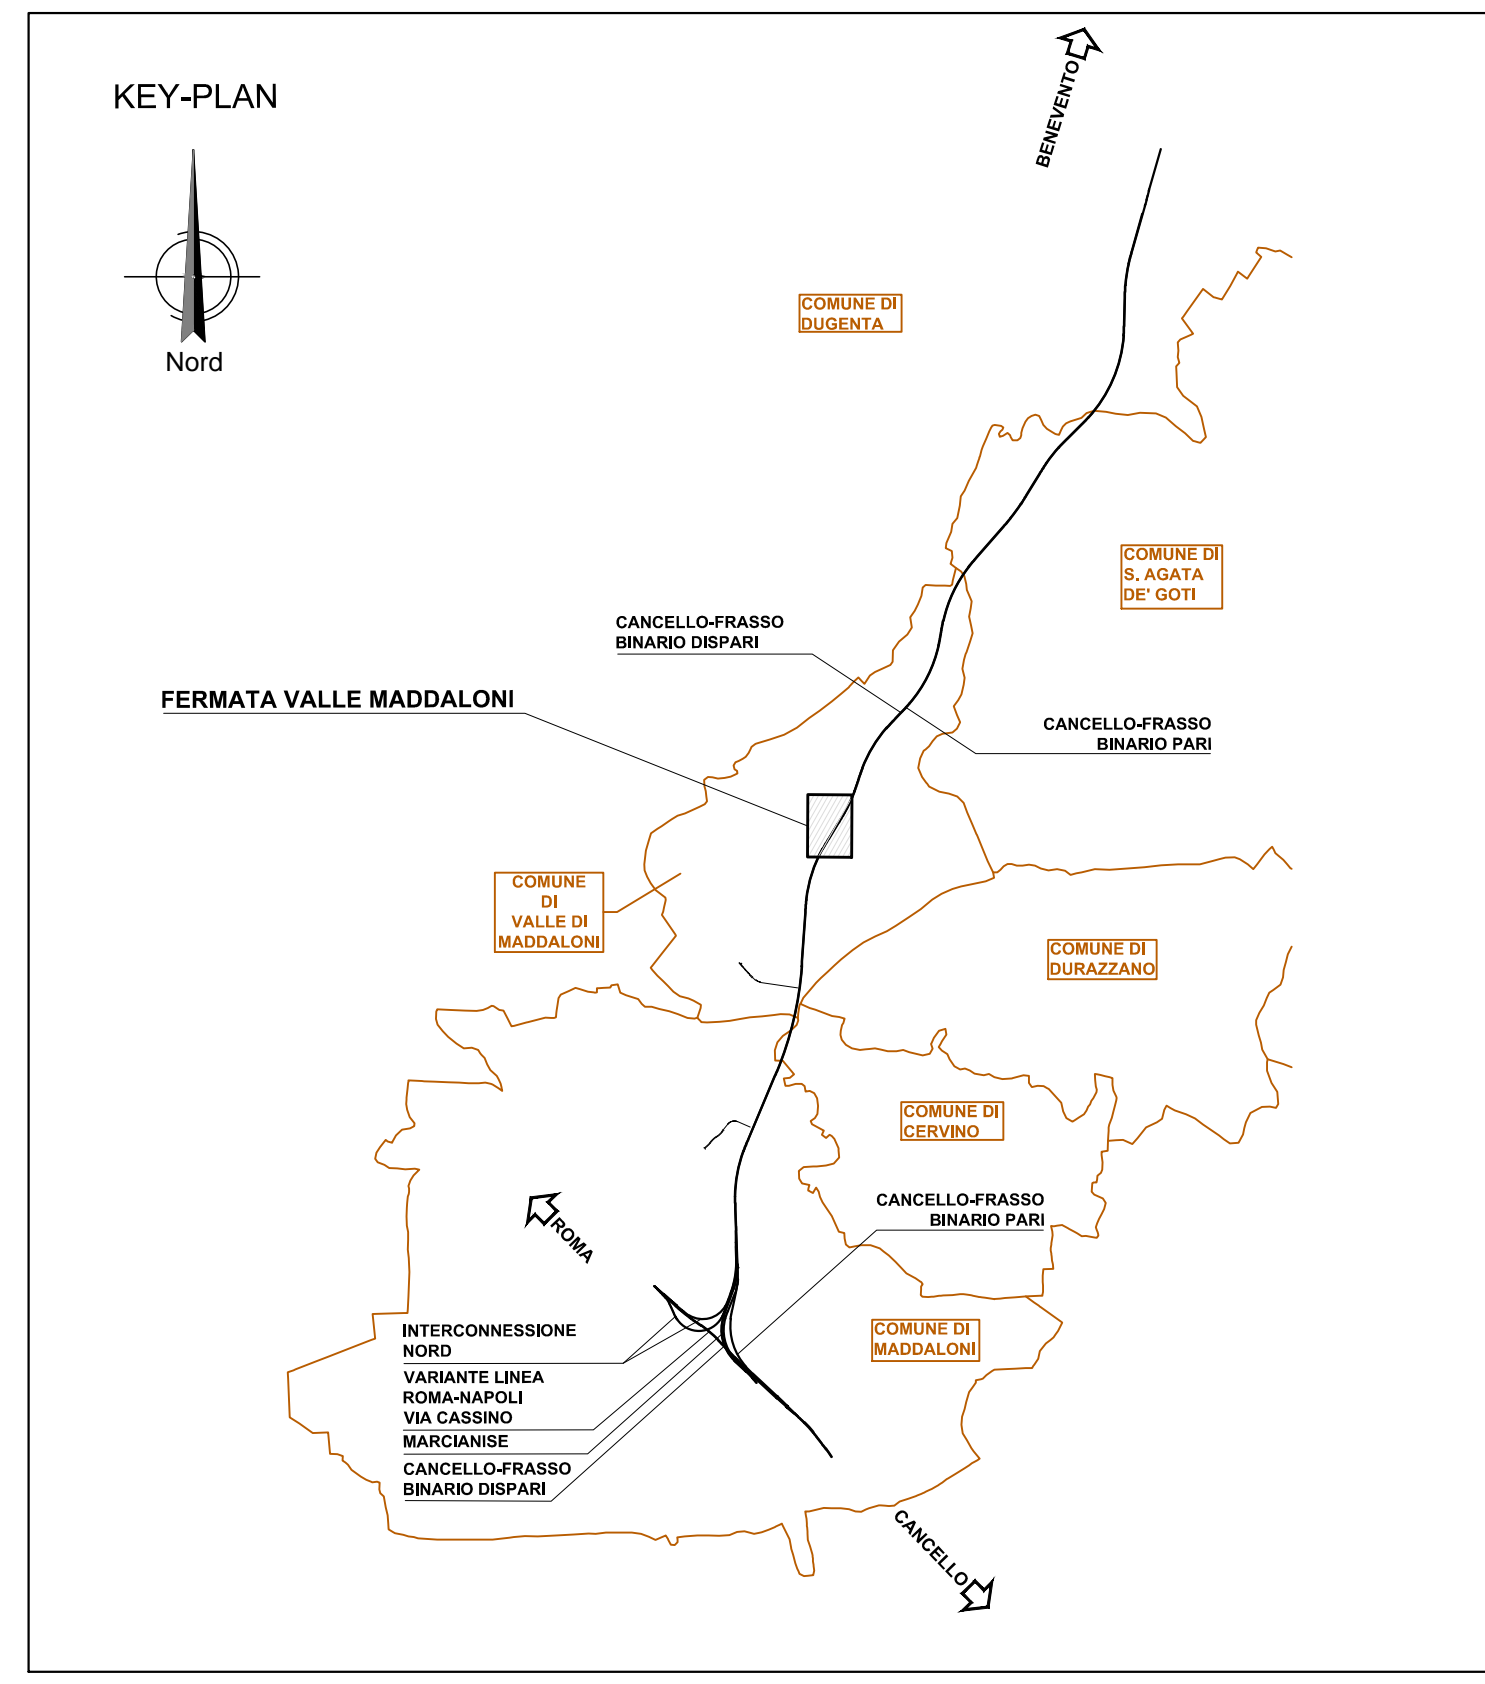 KEY-PLAN
Nord
BENEVENTO
COMUNE DI
DUGENTA
COMUNE DI
S. AGATA
DE' GOTI
CANCELLO-FRASSO
BINARIO DISPARI
FERMATA VALLE MADDALONI
CANCELLO-FRASSO
BINARIO PARI
COMUNE
DI
VALLE DI
MADDALONI
COMUNE DI
DURAZZANO
COMUNE DI
CERVINO
CANCELLO-FRASSO
BINARIO PARI
ROMA
INTERCONNESSIONE
NORD
VARIANTE LINEA
ROMA-NAPOLI
VIA CASSINO
MARCIANISE
CANCELLO-FRASSO
BINARIO DISPARI
COMUNE DI
MADDALONI
CANCELLO